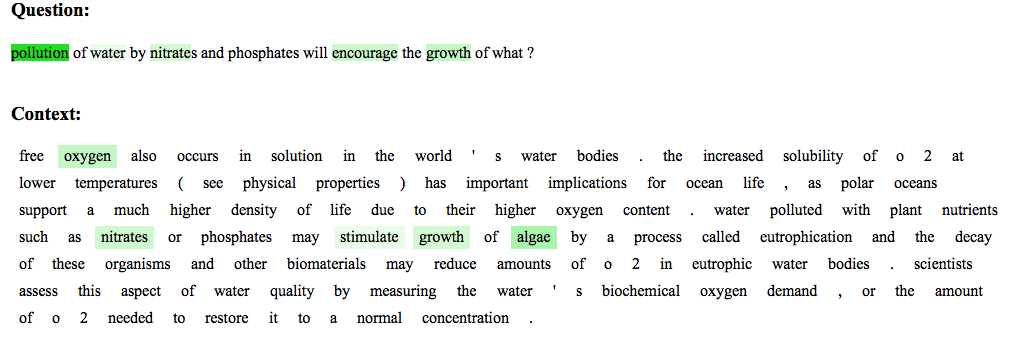 Question:
pollution of water by nitrates and phosphates will encourage the growth of what ?
Context:
free oxygen also occurs in solution in the world ' s water bodies . the increased solubility of o 2 at
lower temperatures ( see physical properties ) has important implications for ocean life , as polar oceans
support a much higher density of life due to their higher oxygen content . water polluted with plant nutrients
such as nitrates or phosphates may stimulate growth of algae by a process called eutrophication and the decay
of these organisms and other biomaterials may reduce amounts of o 2 in eutrophic water bodies . scientists
assess this aspect of water quality by measuring the water ' s biochemical oxygen demand , or the amount
of o 2 needed to restore it to a normal concentration .